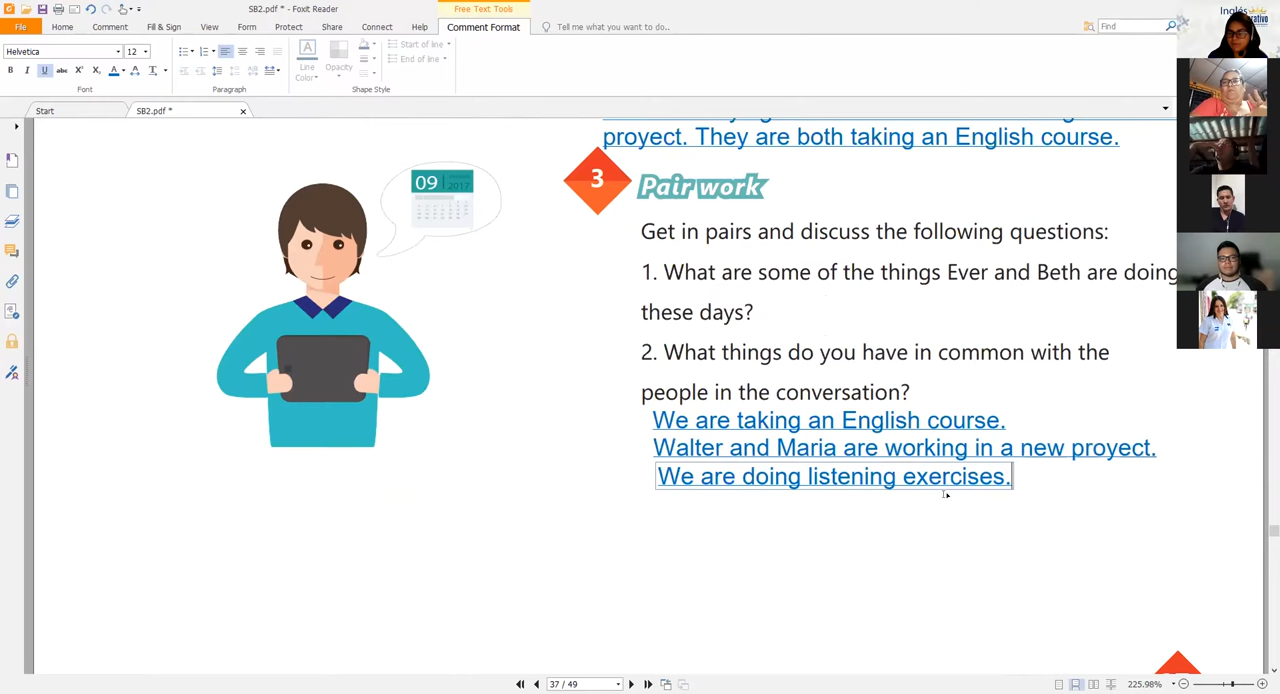 SB2.pdf * - Foxit Reader
Free Text Tools
File
Home
Comment
Fill & Sign
View
Form
Protect
Share
Connect
Help
Comment Format
Tell me what you want to do..
Find
Inglés
Helvetica
12
Line
Color
Opacity
Start of line
End of line
Font
Paragraph
Shape Style
Start
SB2.pdf *
proyect. They are both taking an English course.
3
Pair work
09
2017
Get in pairs and discuss the following questions:
1. What are some of the things Ever and Beth are doing
these days?
2. What things do you have in common with the
people in the conversation?
We are taking an English course.
Walter and Maria are working in a new proyect.
We are doing listening exercises.
37 / 49
225.98%